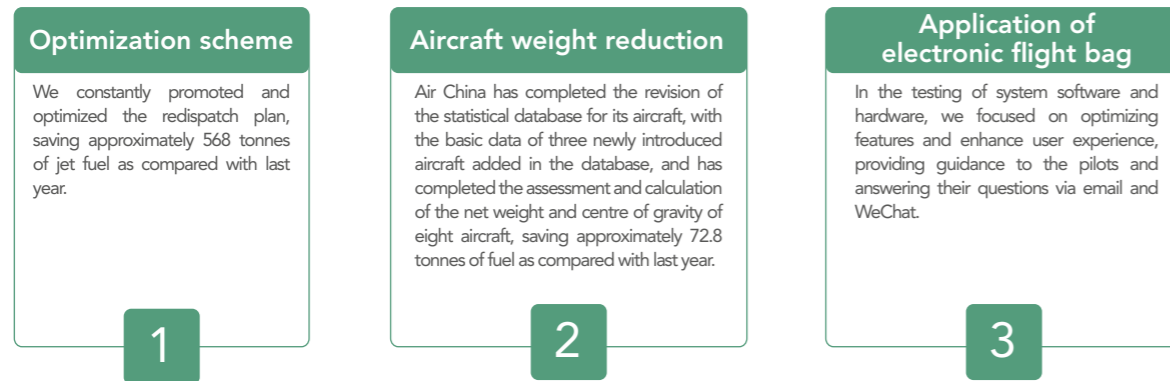 Optimization scheme
We constantly promoted and
optimized the redispatch plan,
saving approximately 568 tonnes
of jet fuel as compared with last
year.
1
Aircraft weight reduction
Air China has completed the revision of
the statistical database for its aircraft, with
the basic data of three newly introduced
aircraft added in the database, and has
completed the assessment and calculation
of the net weight and centre of gravity of
eight aircraft, saving approximately 72.8
tonnes of fuel as compared with last year.
2
Application of
electronic flight bag
In the testing of system software and
hardware, we focused on optimizing
features and enhance user experience,
providing guidance to the pilots and
answering their questions via email and
WeChat.
3